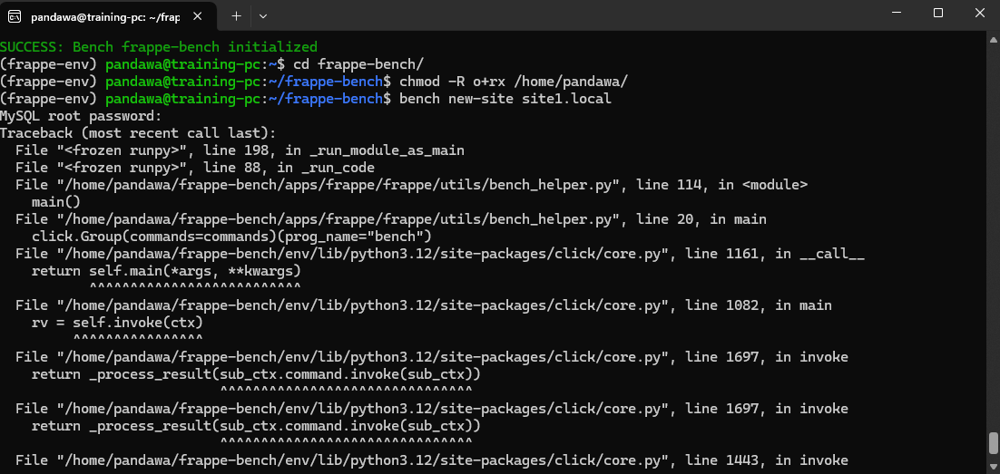 pandawa@training-pc: ~/frap
SUCCESS: Bench frappe-bench initialized
(frappe-env) pandawa@training-pc:~$ cd frappe-bench/
(frappe-env) pandawa@training-pc:~/frappe-bench$ chmod -R o+rx /home/pandawa/
(frappe-env) pandawa@training-pc:~/frappe-bench$ bench new-site site1.local
MySQL root password:
Traceback (most recent call last):
  File "<frozen runpy>", line 198, in _run_module_as_main
  File "<frozen runpy>", line 88, in _run_code
  File "/home/pandawa/frappe-bench/apps/frappe/frappe/utils/bench_helper.py", line 114, in <module>
    main()
  File "/home/pandawa/frappe-bench/apps/frappe/frappe/utils/bench_helper.py", line 20, in main
    click.Group(commands=commands)(prog_name="bench")
  File "/home/pandawa/frappe-bench/env/lib/python3.12/site-packages/click/core.py", line 1161, in __call__
    return self.main(*args, **kwargs)
           ^^^^^^^^^^^^^^^^^^^^^^^^^^
  File "/home/pandawa/frappe-bench/env/lib/python3.12/site-packages/click/core.py", line 1082, in main
    rv = self.invoke(ctx)
         ^^^^^^^^^^^^^^^^
  File "/home/pandawa/frappe-bench/env/lib/python3.12/site-packages/click/core.py", line 1697, in invoke
    return _process_result(sub_ctx.command.invoke(sub_ctx))
                           ^^^^^^^^^^^^^^^^^^^^^^^^^^^^^^^
  File "/home/pandawa/frappe-bench/env/lib/python3.12/site-packages/click/core.py", line 1697, in invoke
    return _process_result(sub_ctx.command.invoke(sub_ctx))
                           ^^^^^^^^^^^^^^^^^^^^^^^^^^^^^^^
  File "/home/pandawa/frappe-bench/env/lib/python3.12/site-packages/click/core.py", line 1443, in invoke